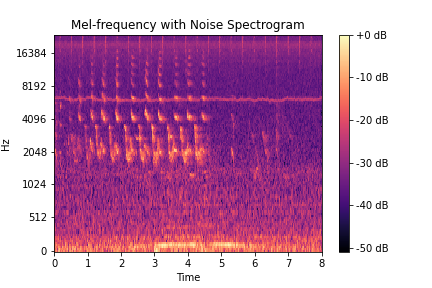 Mel-frequency with Noise Spectrogram
Hz
16384
8192
4096
2048
1024
512
0
0 1 2 3 4 5 6 7 8
Time
+0 dB
-10 dB
-20 dB
-30 dB
-40 dB
-50 dB